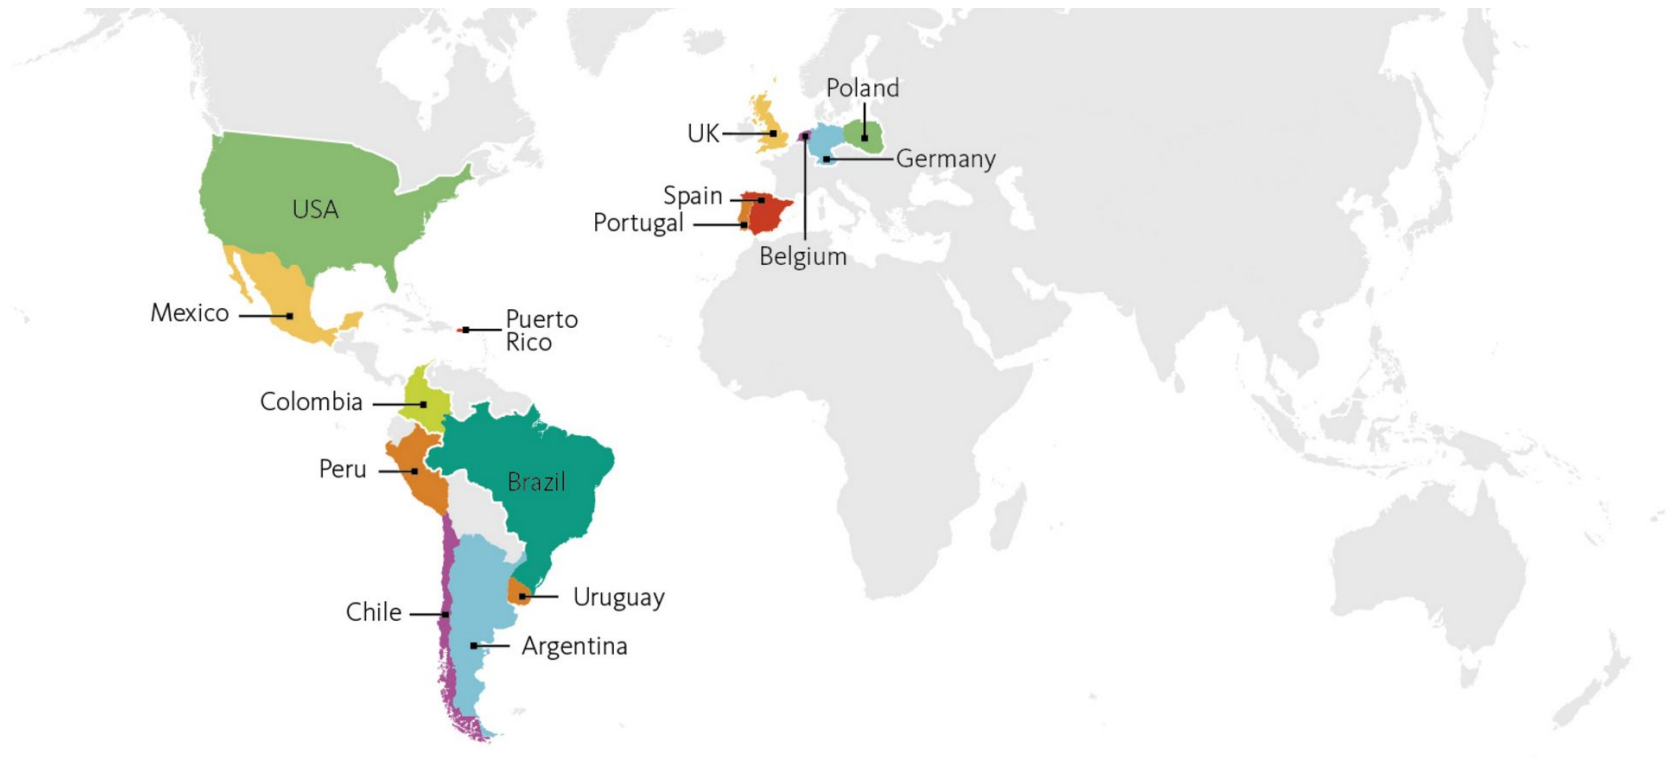 Poland
UK
Germany
Spain
USA
Portugal
Belgium
Mexico
Puerto
Rico
Colombia
Peru
Brazil
Uruguay
Chile
Argentina